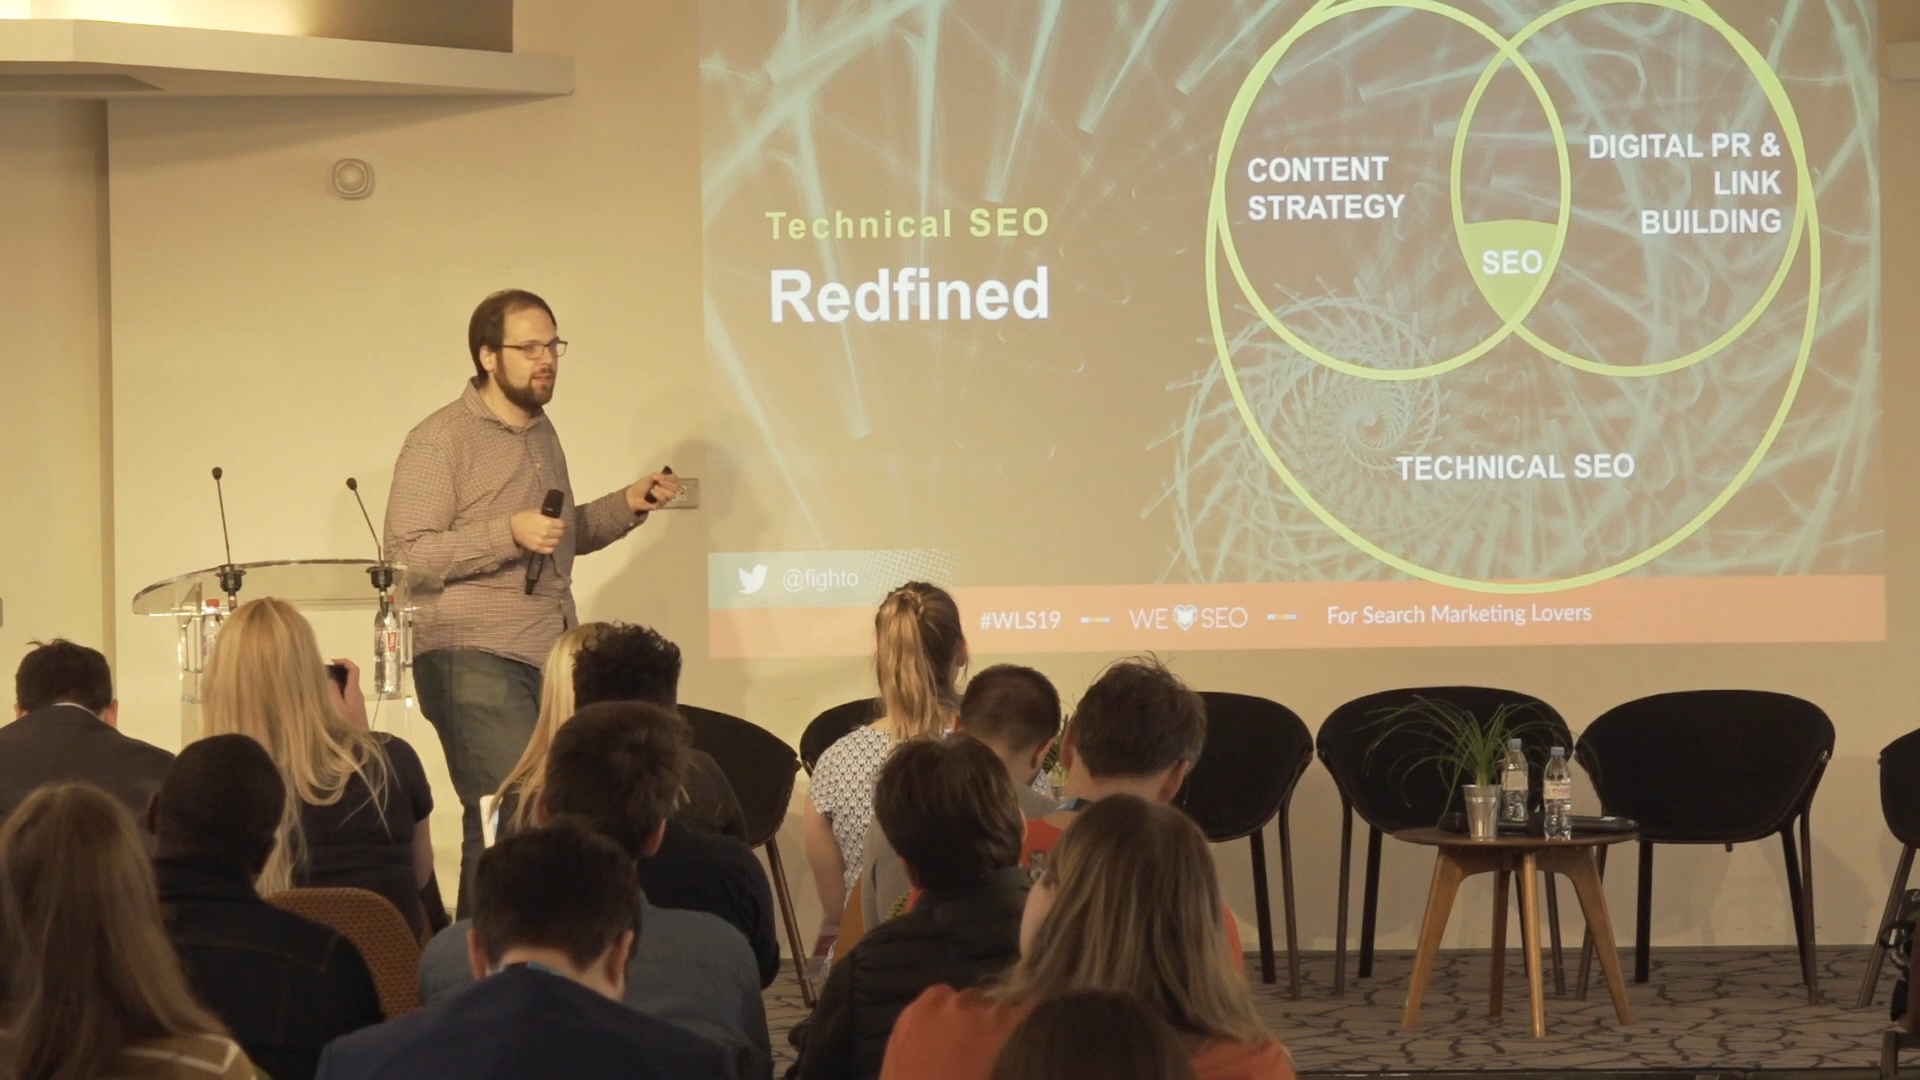 Technical SEO
Redfined
CONTENT
STRATEGY
DIGITAL PR &
LINK
BUILDING
SEO
TECHNICAL SEO
@fighto
#WLS19
WE SEO
For Search Marketing Lovers